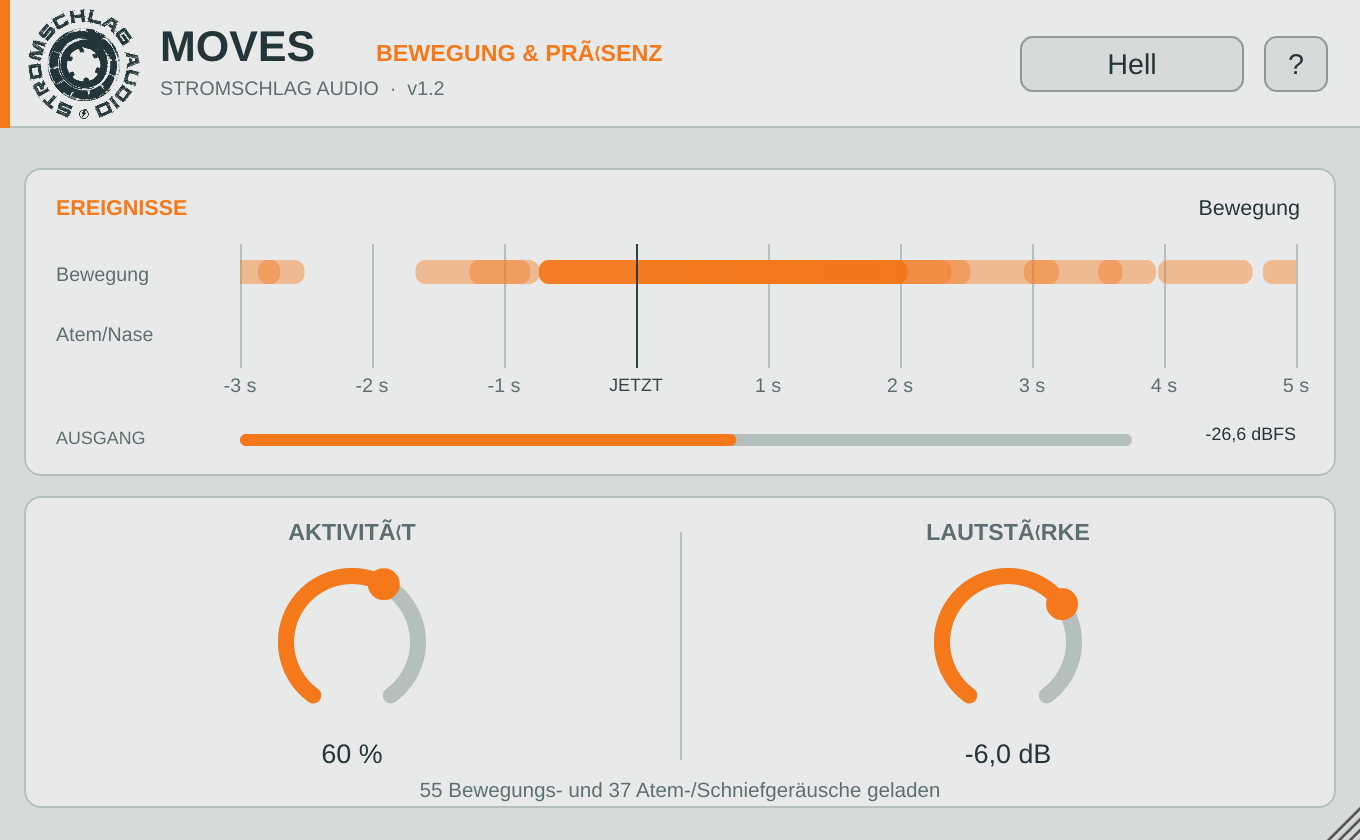 STROMSCHLAG AUDIO
MOVES
BEWEGUNG & PRÃ⟨SENZ
STROMSCHLAG AUDIO · v1.2
Hell
?
EREIGNISSE
Bewegung
Bewegung
Atem/Nase
-3 s
-2 s
-1 s
JETZT
1 s
2 s
3 s
4 s
5 s
AUSGANG
-26,6 dBFS
AKTIVITÃ⟨T
LAUTSTÃ⟨RKE
60 %
-6,0 dB
55 Bewegungs- und 37 Atem-/Schniefgeräusche geladen